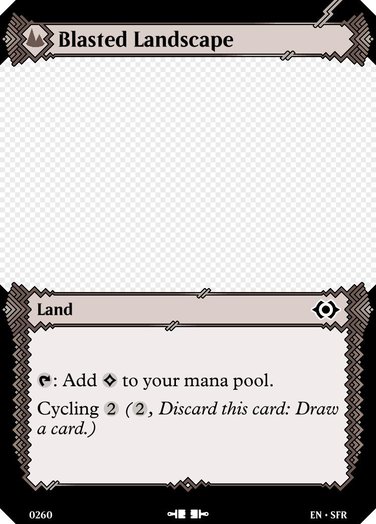 Blasted Landscape
Land
: Add to your mana pool.
Cycling 2 (2, Discard this card: Draw
a card.)
0260
EN • SFR